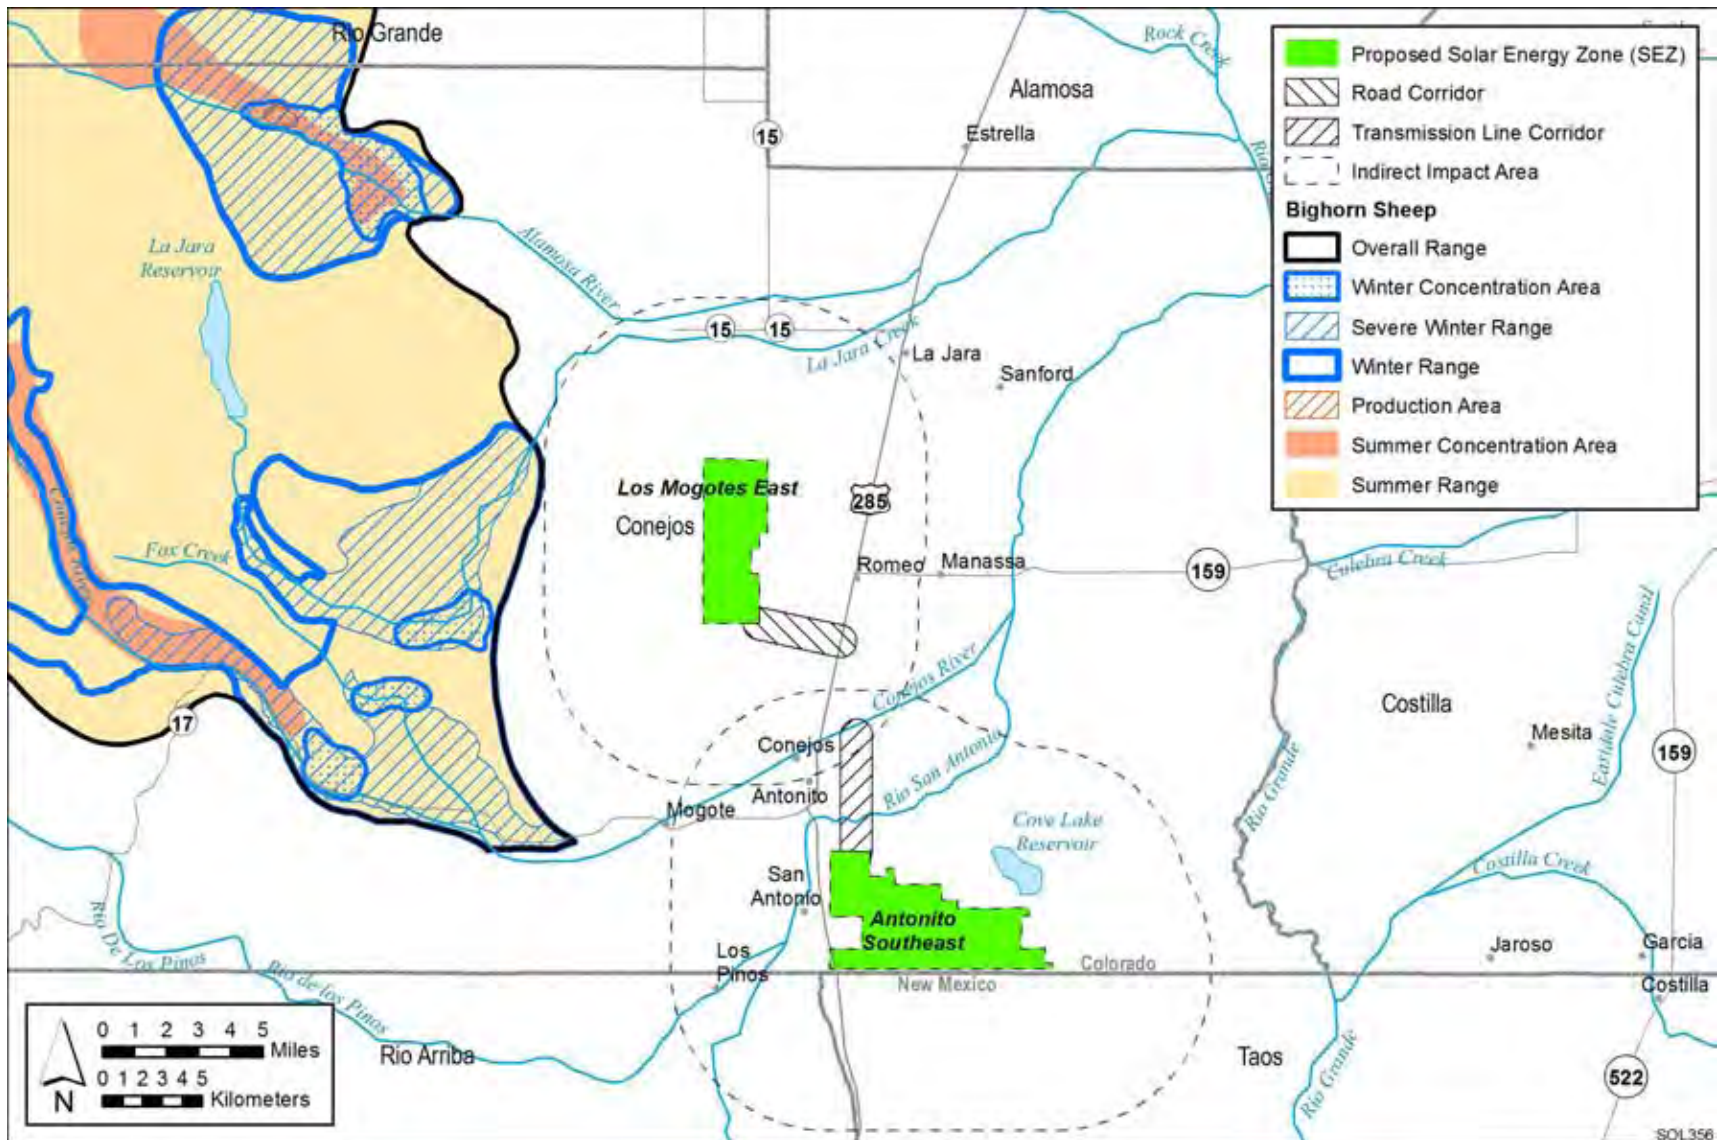 Rio Grande
Rock Creek
Alamosa
Estrella
15
La Jara
Reservoir
Alamosa River
15
15
La Jara Creek
La Jara
Sanford
Los Mogotes East
Conejos
285
Romeo
Manassa
159
Culebra Creek
Fox Creek
Conejos River
Conejos River
17
Costilla
Mesita
Eastdale Culebra Canal
159
Conejos
Antonito
Mogote
Rio San Antonio
Rio Grande
Cove Lake
Reservoir
Costilla Creek
San
Antonio
Antonito
Southeast
Los
Pinos
Jaroso
Garcia
Costilla
Colorado
New Mexico
Rio De Los Pinos
Rio de los Pinos
Rio Arriba
Taos
Rio Grande
522
Proposed Solar Energy Zone (SEZ)
Road Corridor
Transmission Line Corridor
Indirect Impact Area
Bighorn Sheep
Overall Range
Winter Concentration Area
Severe Winter Range
Winter Range
Production Area
Summer Concentration Area
Summer Range
0 1 2 3 4 5
Miles
0 1 2 3 4 5
Kilometers
N
SOL356